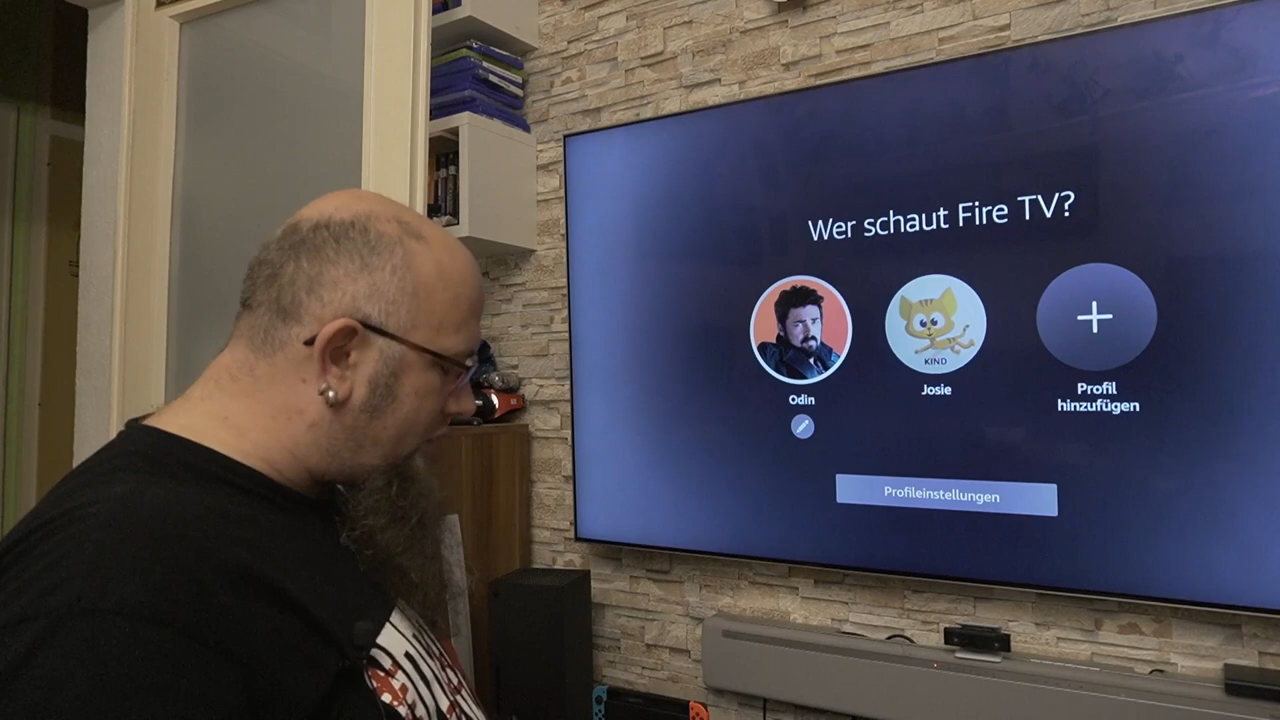 Wer schaut Fire TV?
KIND
Odin
Josie
Profil
hinzufügen
Profileinstellungen